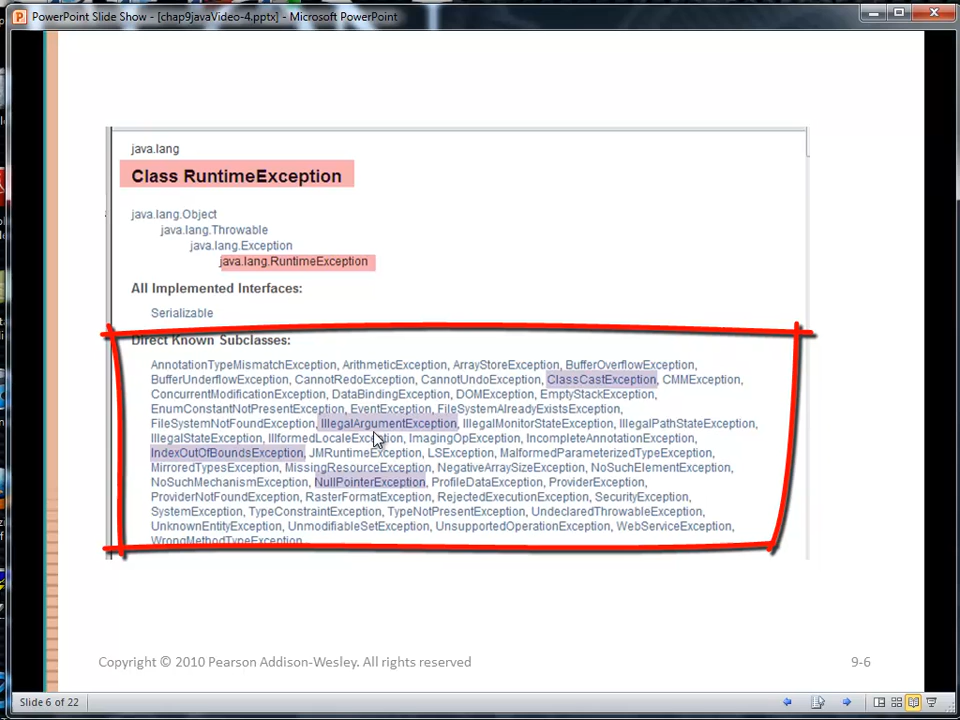 PowerPoint Slide Show - [chap9javaVideo-4.pptx] - Microsoft PowerPoint
java.lang
Class RuntimeException
java.lang.Object
java.lang.Throwable
java.lang.Exception
java.lang.RuntimeException
All Implemented Interfaces:
Serializable
Direct Known Subclasses:
AnnotationTypeMismatchException, ArithmeticException, ArrayStoreException, BufferOverflowException,
BufferUnderflowException, CannotRedoException, CannotUndoException, ClassCastException, CMMException,
ConcurrentModificationException, DataBindingException, DOMException, EmptyStackException,
EnumConstantNotPresentException, EventException, FileSystemAlreadyExistsException,
FileSystemNotFoundException, IllegalArgumentException, IllegalMonitorStateException, IllegalPathStateException,
IllegalStateException, IllformedLocaleException, ImagingOpException, IncompleteAnnotationException,
IndexOutOfBoundsException, JMRuntimeException, LSException, MalformedParameterizedTypeException,
MirroredTypesException, MissingResourceException, NegativeArraySizeException, NoSuchElementException,
NoSuchMechanismException, NullPointerException, ProfileDataException, ProviderException,
ProviderNotFoundException, RasterFormatException, RejectedExecutionException, SecurityException,
SystemException, TypeConstraintException, TypeNotPresentException, UndeclaredThrowableException,
UnknownEntityException, UnmodifiableSetException, UnsupportedOperationException, WebServiceException,
WrongMethodTypeException
Copyright © 2010 Pearson Addison-Wesley. All rights reserved
9-6
Slide 6 of 22